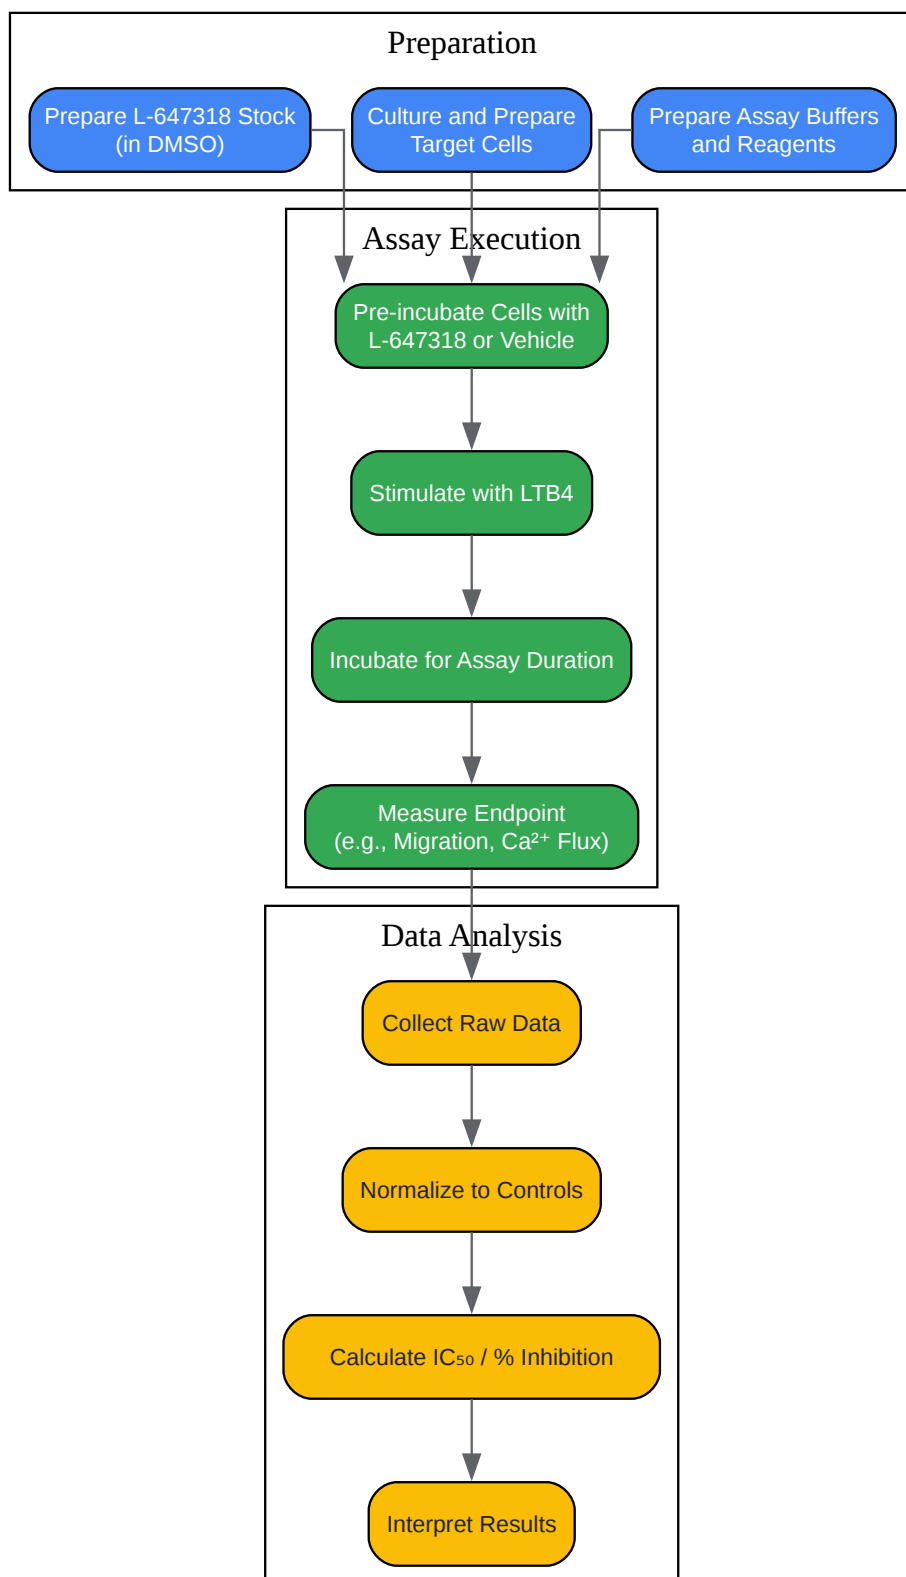 Preparation
Prepare L-647318 Stock
(in DMSO)
Culture and Prepare
Target Cells
Prepare Assay Buffers
and Reagents
Assay Execution
Pre-incubate Cells with
L-647318 or Vehicle
Stimulate with LTB4
Incubate for Assay Duration
Measure Endpoint
(e.g., Migration, Ca²⁺ Flux)
Data Analysis
Collect Raw Data
Normalize to Controls
Calculate IC₅₀ / % Inhibition
Interpret Results